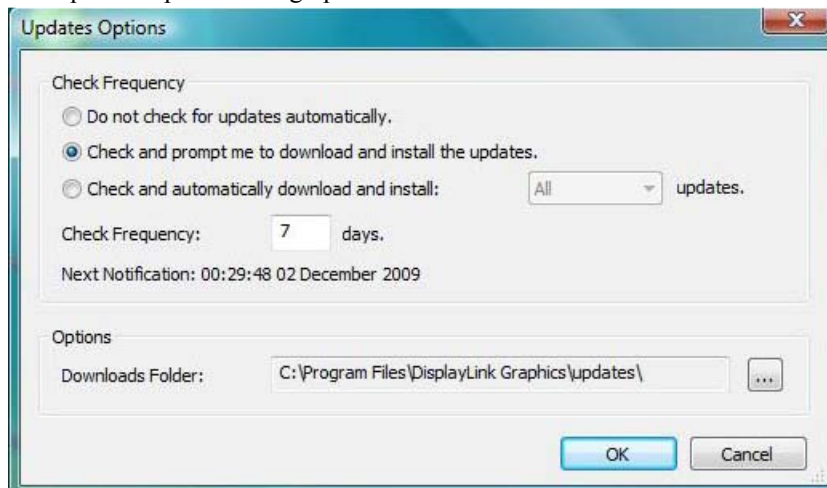 Updates Options
Check Frequency
Do not check for updates automatically.
Check and prompt me to download and install the updates.
Check and automatically download and install: All updates.
Check Frequency: 7 days.
Next Notification: 00:29:48 02 December 2009
Options
Downloads Folder: C:\Program Files\DisplayLink Graphics\updates\ ...
OK Cancel